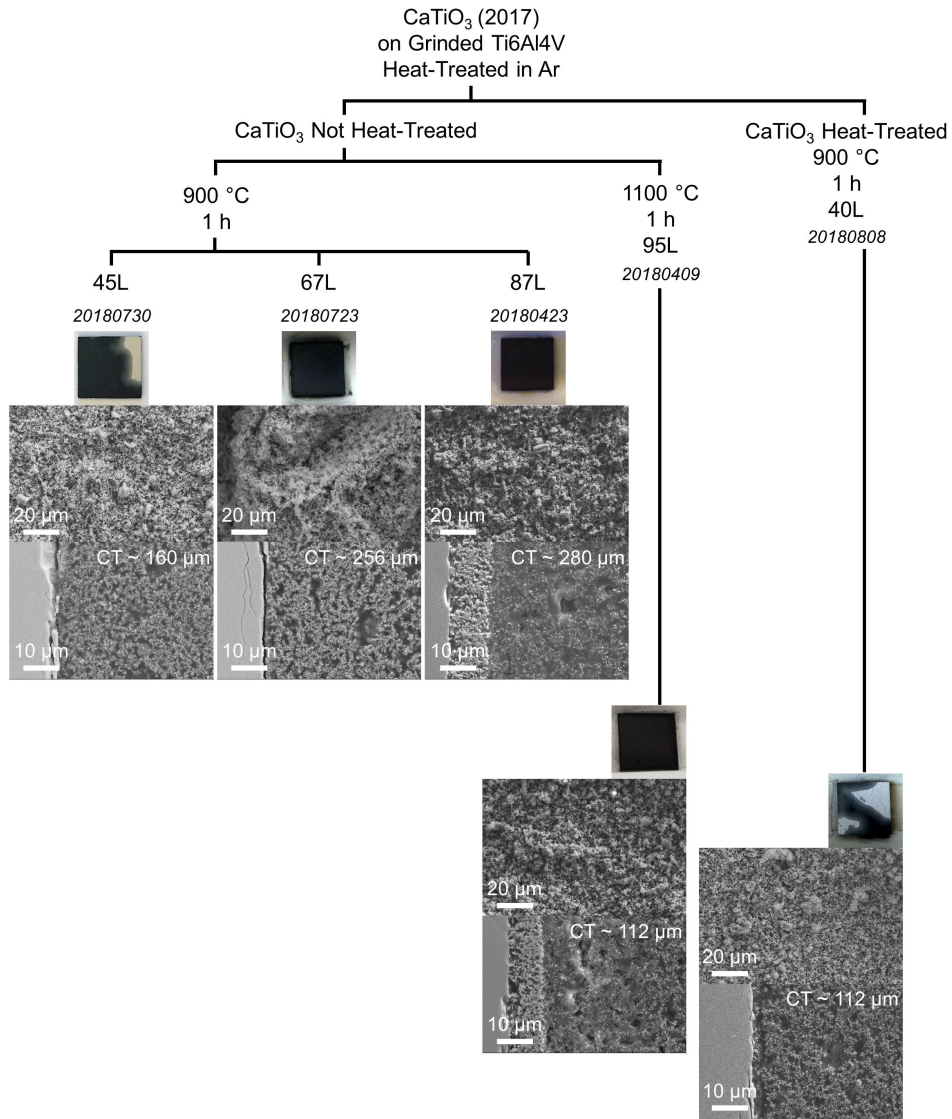 CaTiO₃ (2017)
on Grinded Ti6Al4V
Heat-Treated in Ar
CaTiO₃ Not Heat-Treated
CaTiO₃ Heat-Treated
900 °C
1 h
40L
20180808
900 °C
1 h
1100 °C
1 h
95L
20180409
45L
67L
87L
20180730
20180723
20180423
20 µm
20 µm
20 µm
CT ~ 160 µm
CT ~ 256 µm
CT ~ 280 µm
10 µm
10 µm
10 µm
20 µm
CT ~ 112 µm
10 µm
20 µm
CT ~ 112 µm
10 µm